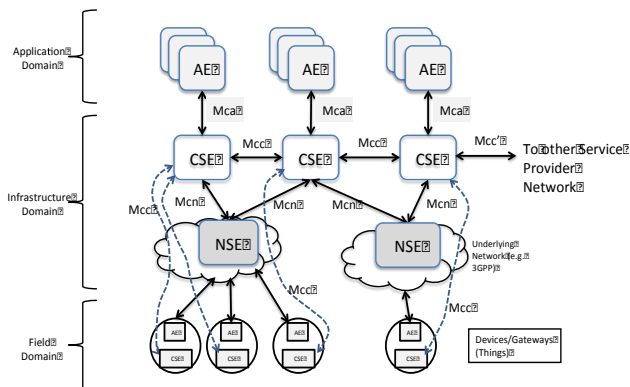 Application
Domain
AE
AE
AE
Mca
Mca
Mca
CSE
Mcc
CSE
Mcc
CSE
Mcc'
To other Service
Provider
Network
Infrastructure
Domain
Mcc
Mcn
Mcn
Mcn
Mcn
NSE
NSE
Underlying
Network (e.g.
3GPP)
Mcc
Mcc
Field
Domain
AE
AE
AE
AE
CSE
CSE
CSE
CSE
Devices/Gateways
(Things)